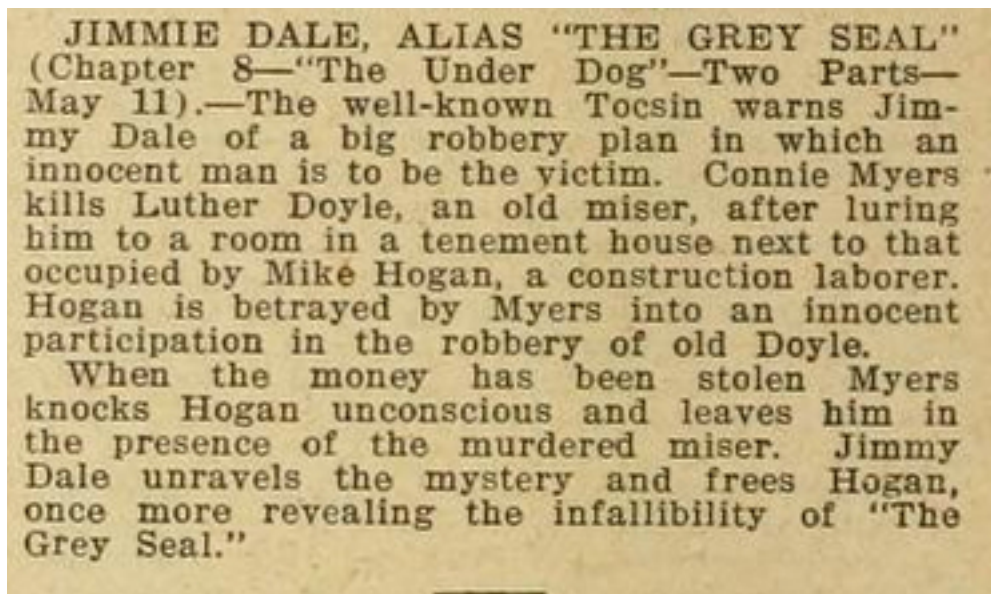 JIMMIE DALE, ALIAS “THE GREY SEAL”
(Chapter 8—“The Under Dog”—Two Parts—
May 11).—The well-known Tocsin warns Jim-
my Dale of a big robbery plan in which an
innocent man is to be the victim. Connie Myers
kills Luther Doyle, an old miser, after luring
him to a room in a tenement house next to that
occupied by Mike Hogan, a construction laborer.
Hogan is betrayed by Myers into an innocent
participation in the robbery of old Doyle.
When the money has been stolen Myers
knocks Hogan unconscious and leaves him in
the presence of the murdered miser. Jimmy
Dale unravels the mystery and frees Hogan,
once more revealing the infallibility of “The
Grey Seal.”